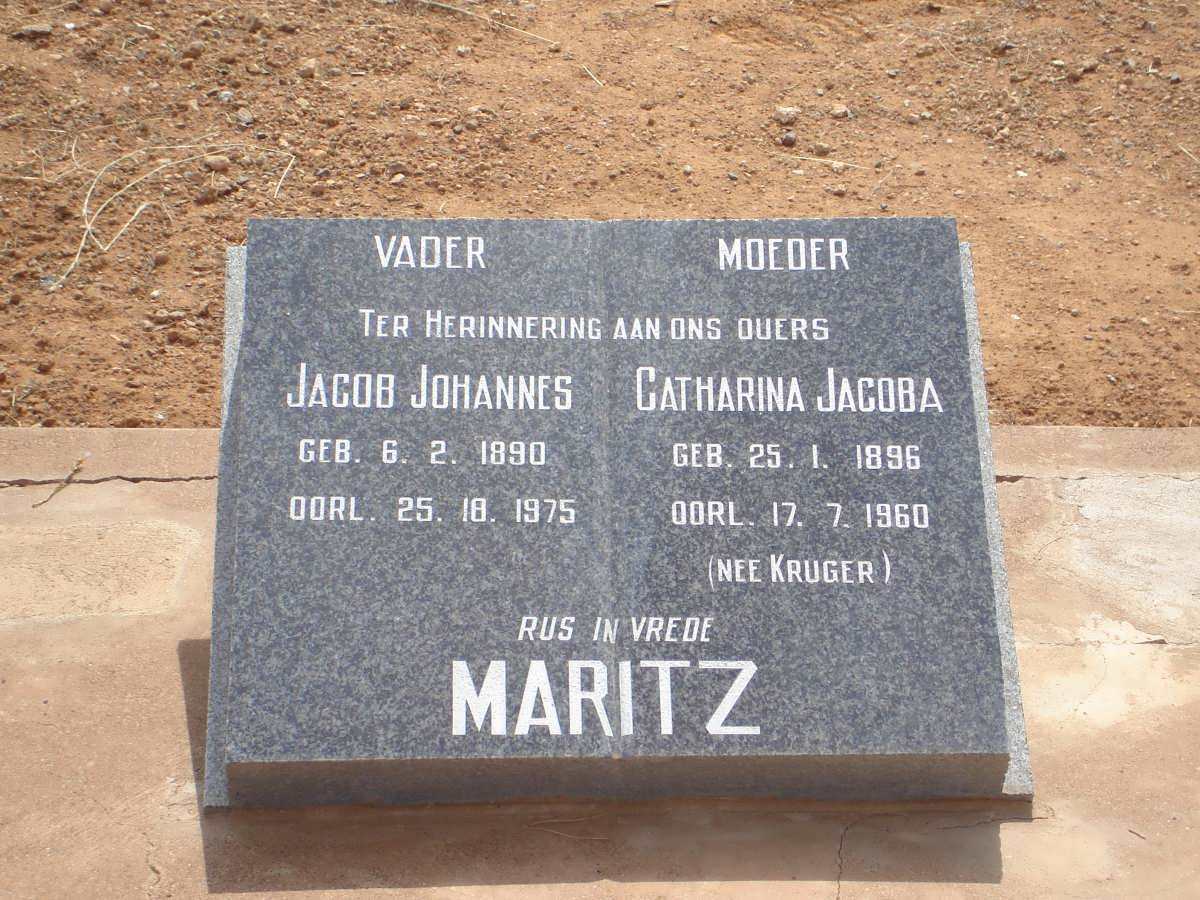 VADER MOEDER
TER HERINNERING AAN ONS OUERS
JACOB JOHANNES CATHARINA JACOBA
GEB. 6. 2. 1890 GEB. 25. 1. 1896
OORL. 25. 18. 1975 OORL. 17. 7. 1960
(NEE KRUGER)
RUS IN VREDE
MARITZ